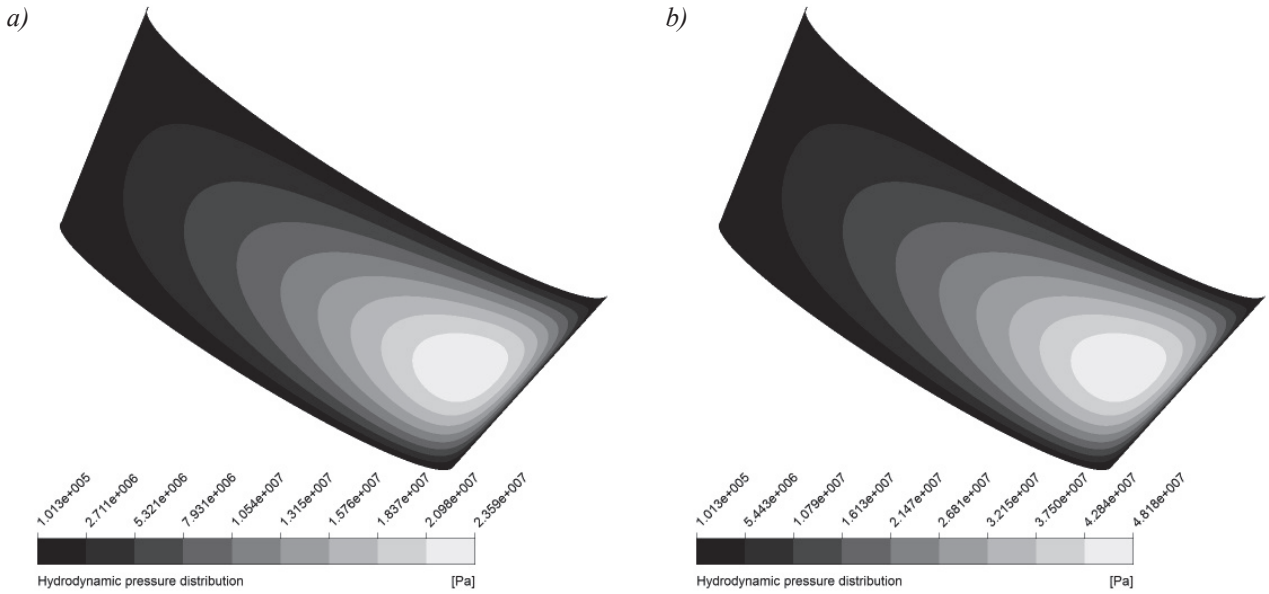 a)
b)
1.013e+005
2.711e+006
5.321e+006
7.931e+006
1.054e+007
1.315e+007
1.576e+007
1.837e+007
2.098e+007
2.359e+007
Hydrodynamic pressure distribution [Pa]
1.013e+005
5.443e+006
1.079e+007
1.613e+007
2.147e+007
2.681e+007
3.215e+007
3.750e+007
4.284e+007
4.818e+007
Hydrodynamic pressure distribution [Pa]